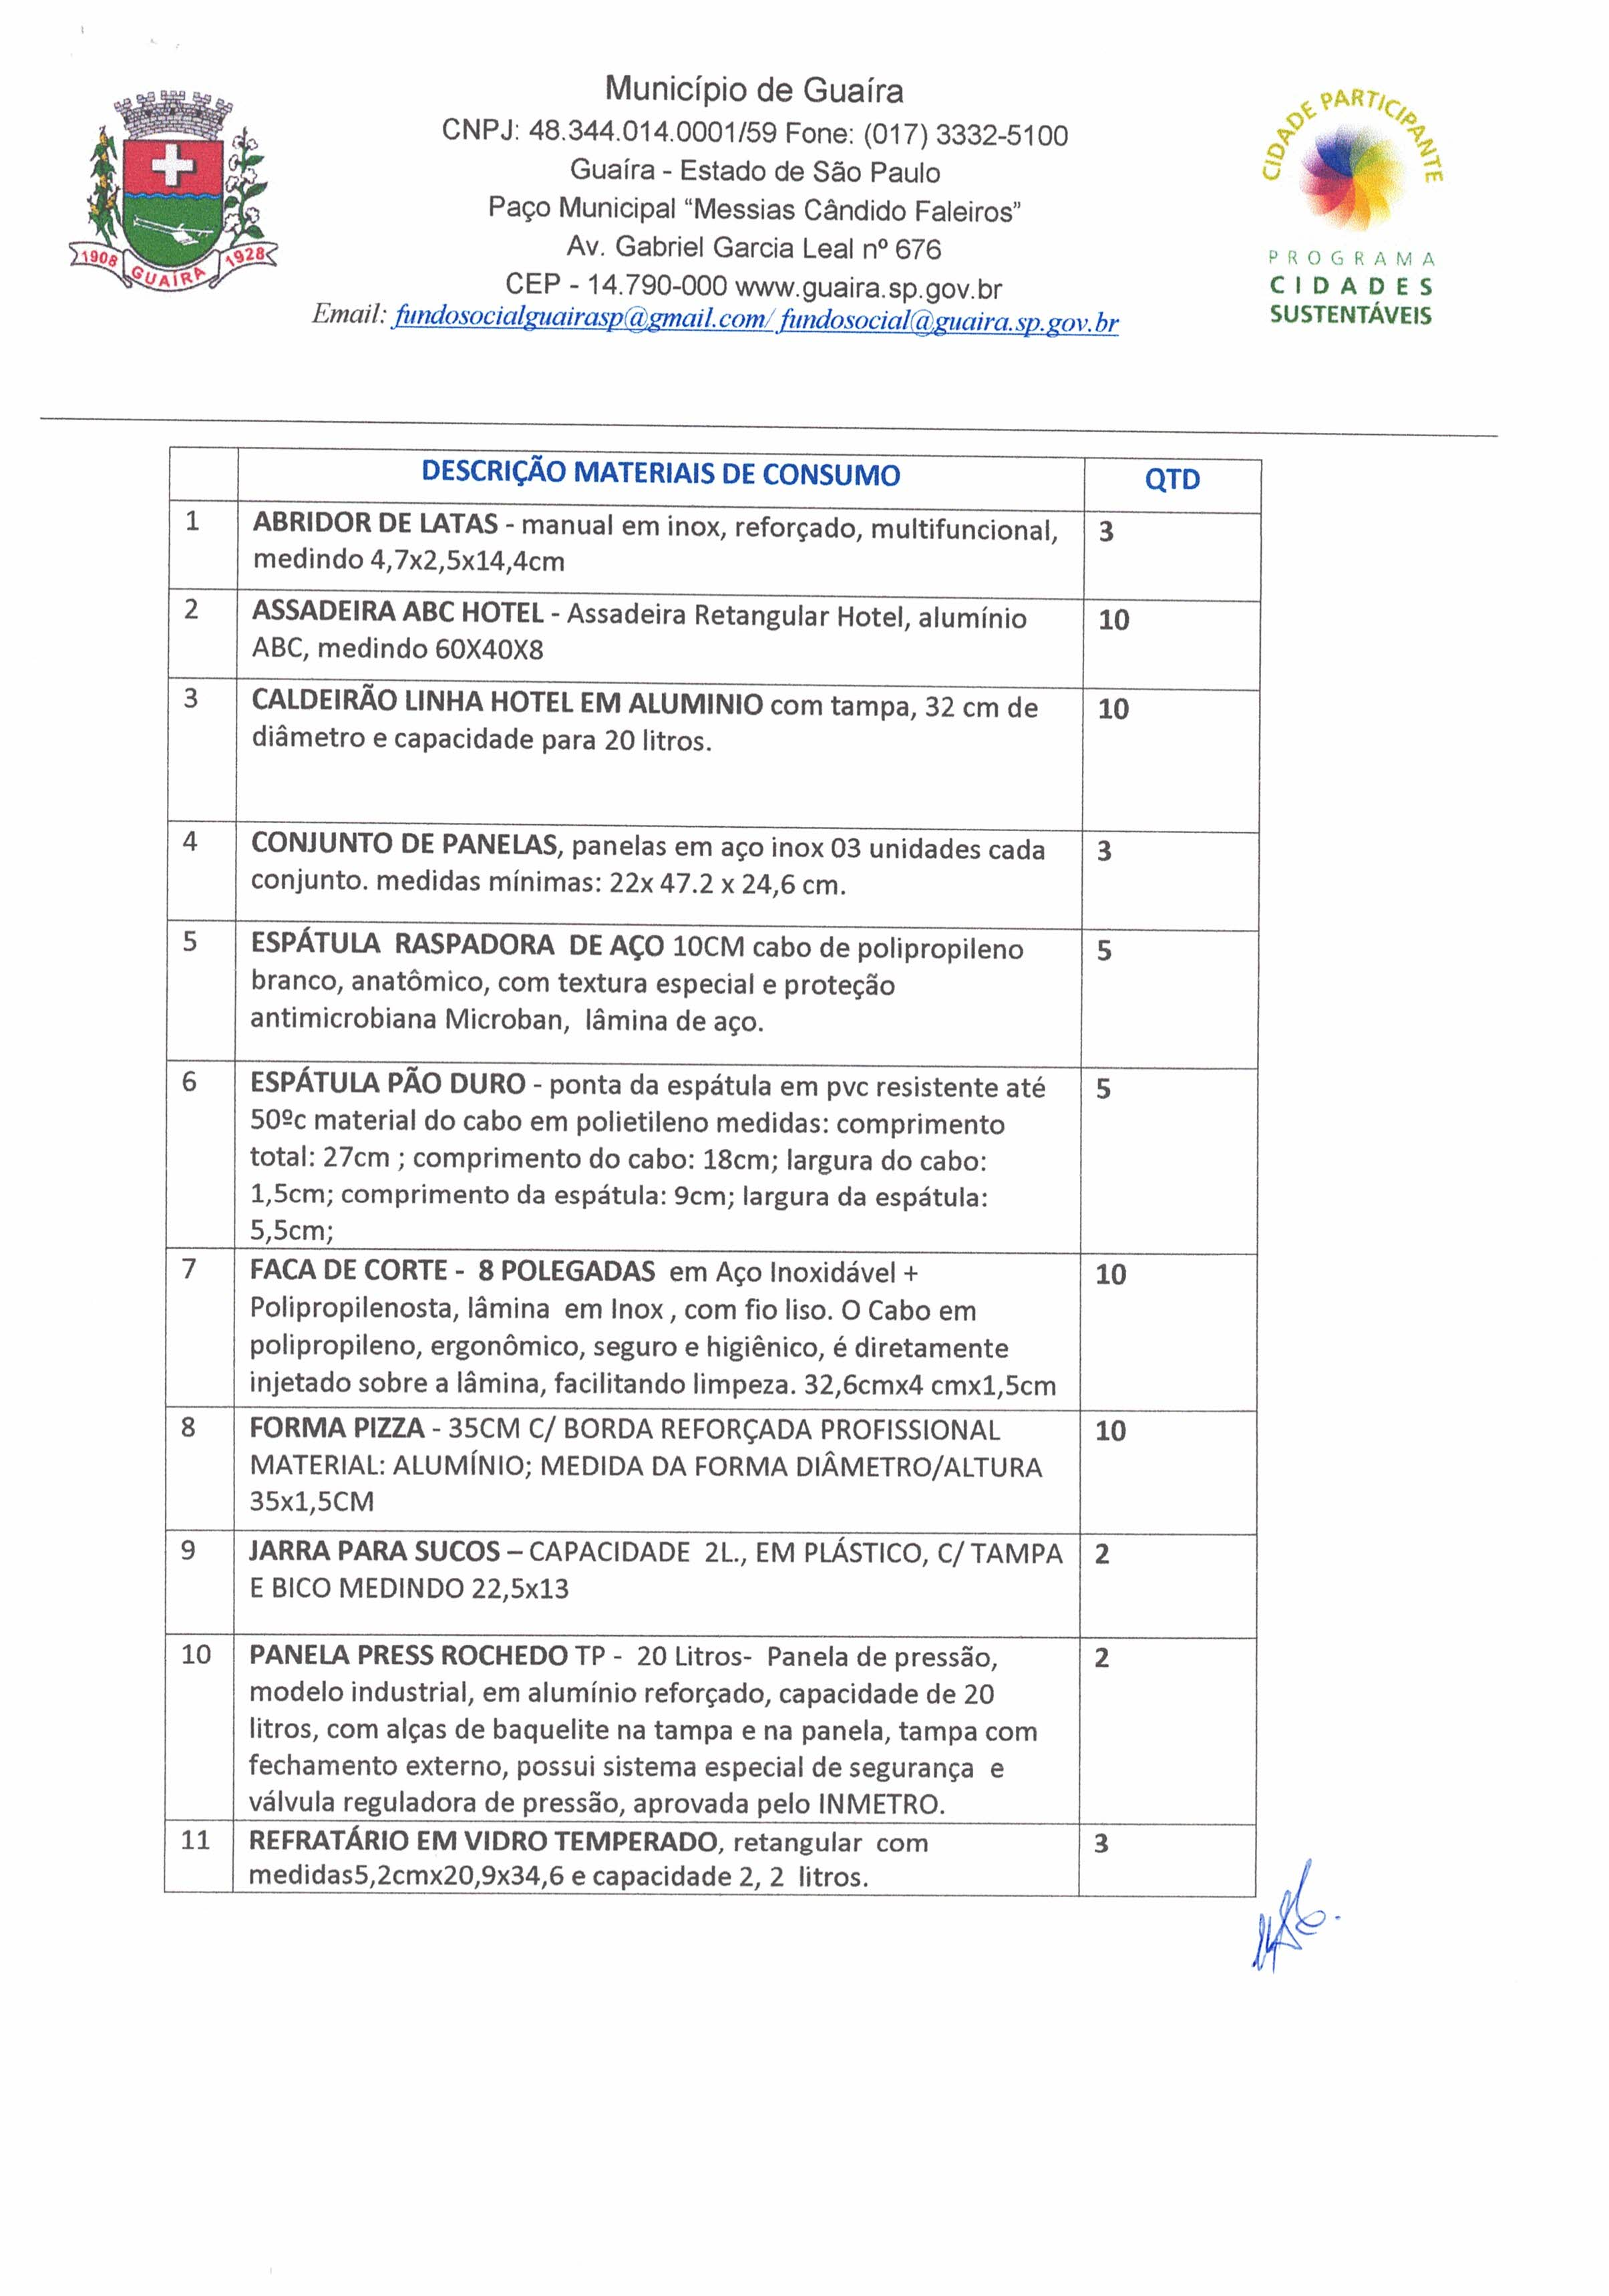 Município de Guaíra
CNPJ: 48.344.014.0001/59 Fone: (017) 3332-5100
Guaíra - Estado de São Paulo
Paço Municipal “Messias Cândido Faleiros”
Av. Gabriel Garcia Leal nº 676
CEP - 14.790-000 www.guaira.sp.gov.br
Email: fundosocialguairasp@gmail.com/ fundosocial@guaira.sp.gov.br
1908 GUAÍRA 1928
CIDADE PARTICIPANTE
PROGRAMA
CIDADES
SUSTENTÁVEIS
DESCRIÇÃO MATERIAIS DE CONSUMO QTD
1 ABRIDOR DE LATAS - manual em inox, reforçado, multifuncional, 3
medindo 4,7x2,5x14,4cm
2 ASSADEIRA ABC HOTEL - Assadeira Retangular Hotel, alumínio 10
ABC, medindo 60X40X8
3 CALDEIRÃO LINHA HOTEL EM ALUMINIO com tampa, 32 cm de 10
diâmetro e capacidade para 20 litros.
4 CONJUNTO DE PANELAS, panelas em aço inox 03 unidades cada 3
conjunto. medidas mínimas: 22x 47.2 x 24,6 cm.
5 ESPÁTULA RASPADORA DE AÇO 10CM cabo de polipropileno 5
branco, anatômico, com textura especial e proteção
antimicrobiana Microban, lâmina de aço.
6 ESPÁTULA PÃO DURO - ponta da espátula em pvc resistente até 5
50ºc material do cabo em polietileno medidas: comprimento
total: 27cm ; comprimento do cabo: 18cm; largura do cabo:
1,5cm; comprimento da espátula: 9cm; largura da espátula:
5,5cm;
7 FACA DE CORTE - 8 POLEGADAS em Aço Inoxidável + 10
Polipropilenosta, lâmina em Inox , com fio liso. O Cabo em
polipropileno, ergonômico, seguro e higiênico, é diretamente
injetado sobre a lâmina, facilitando limpeza. 32,6cmx4 cmx1,5cm
8 FORMA PIZZA - 35CM C/ BORDA REFORÇADA PROFISSIONAL 10
MATERIAL: ALUMÍNIO; MEDIDA DA FORMA DIÂMETRO/ALTURA
35x1,5CM
9 JARRA PARA SUCOS – CAPACIDADE 2L., EM PLÁSTICO, C/ TAMPA 2
E BICO MEDINDO 22,5x13
10 PANELA PRESS ROCHEDO TP - 20 Litros- Panela de pressão, 2
modelo industrial, em alumínio reforçado, capacidade de 20
litros, com alças de baquelite na tampa e na panela, tampa com
fechamento externo, possui sistema especial de segurança e
válvula reguladora de pressão, aprovada pelo INMETRO.
11 REFRATÁRIO EM VIDRO TEMPERADO, retangular com 3
medidas5,2cmx20,9x34,6 e capacidade 2, 2 litros.